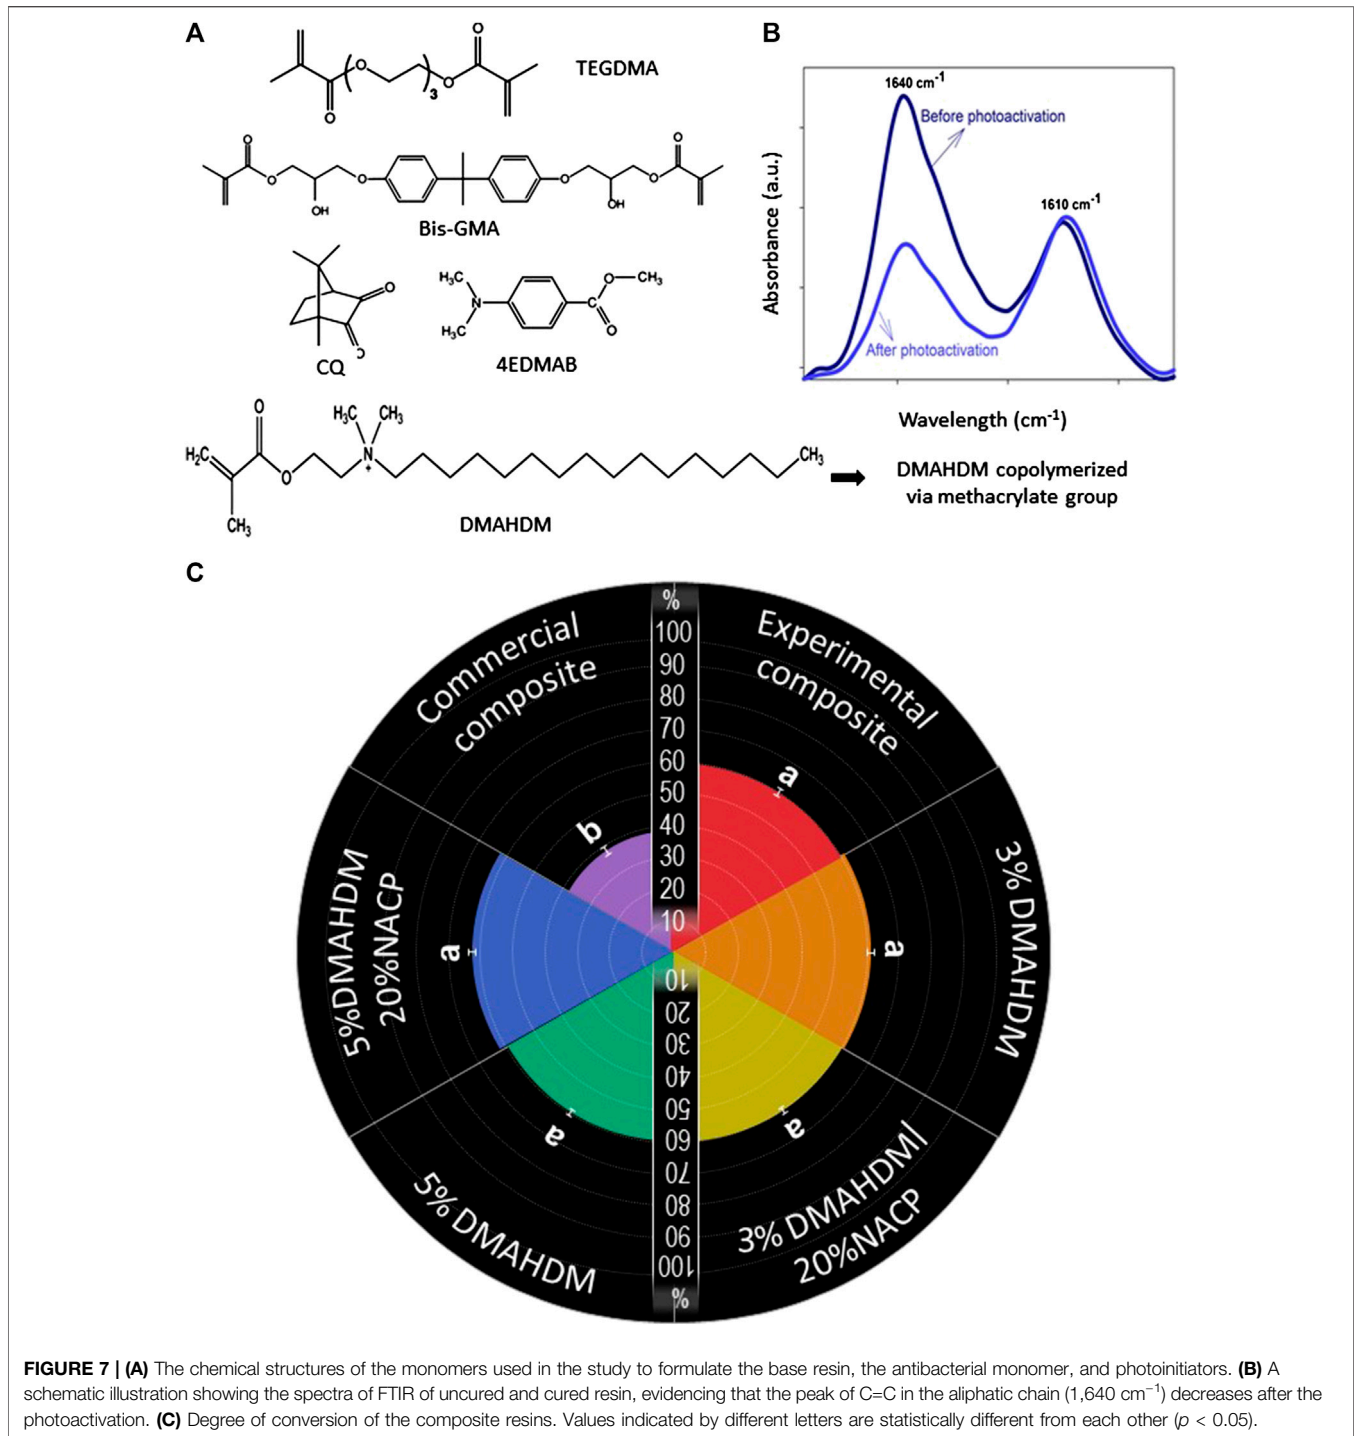 A
TEGDMA
O
O
O
O
3
Bis-GMA
O
O
O
O
O
O
OH
OH
CQ
O
O
4EDMAB
H₃C
H₃C
N
O
O
CH₃
DMAHDM
H₂C
O
O
CH₃
H₃C CH₃
N
+
CH₃
DMAHDM copolymerized
via methacrylate group
B
1640 cm⁻¹
Before photoactivation
1610 cm⁻¹
After photoactivation
Absorbance (a.u.)
Wavelength (cm⁻¹)
C
%
100
90
80
70
60
50
40
30
20
10
10
20
30
40
50
60
70
80
90
100
%
Experimental
composite
a
3% DMAHDM
a
3% DMAHDM|
20%NACP
a
5% DMAHDM
a
5%DMAHDM
20%NACP
a
Commercial
composite
b
FIGURE 7 | (A) The chemical structures of the monomers used in the study to formulate the base resin, the antibacterial monomer, and photoinitiators. (B) A
schematic illustration showing the spectra of FTIR of uncured and cured resin, evidencing that the peak of C=C in the aliphatic chain (1,640 cm⁻¹) decreases after the
photoactivation. (C) Degree of conversion of the composite resins. Values indicated by different letters are statistically different from each other (p < 0.05).